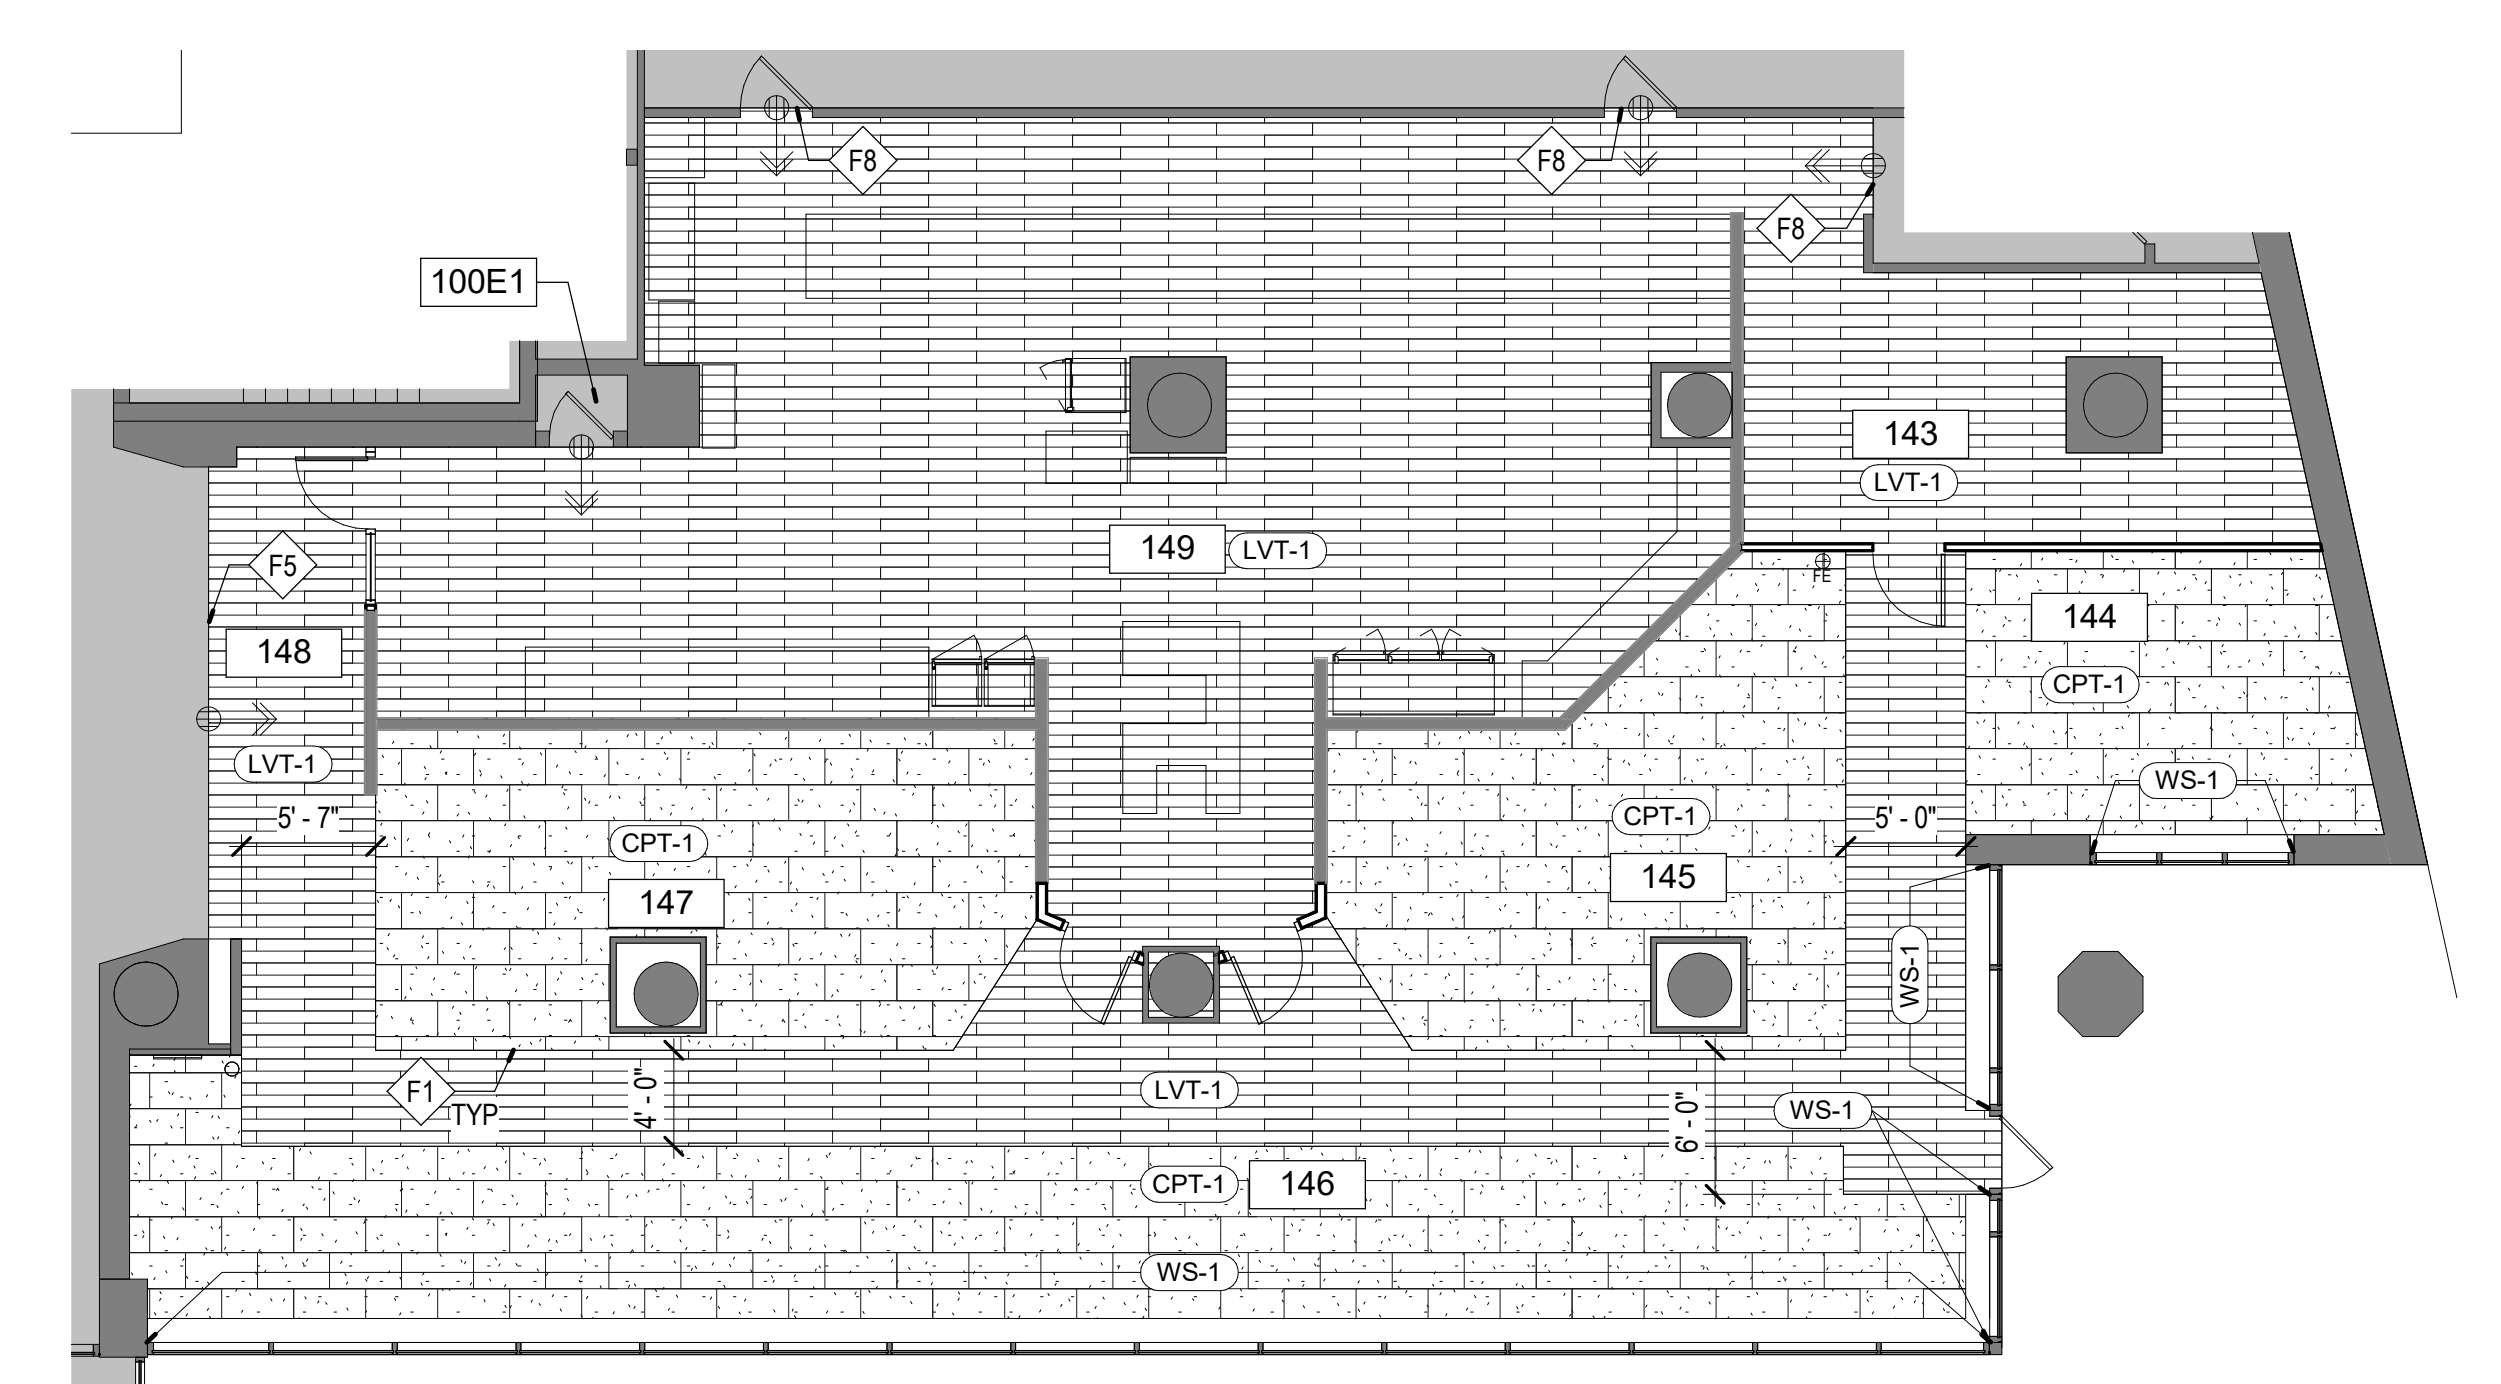 F8
F8
F8
100E1
143
LVT-1
149
LVT-1
F5
FE
144
148
CPT-1
LVT-1
WS-1
5' - 7"
CPT-1
5' - 0"
CPT-1
145
147
WS-1
F1
TYP
4' - 0"
LVT-1
WS-1
6' - 0"
CPT-1
146
WS-1